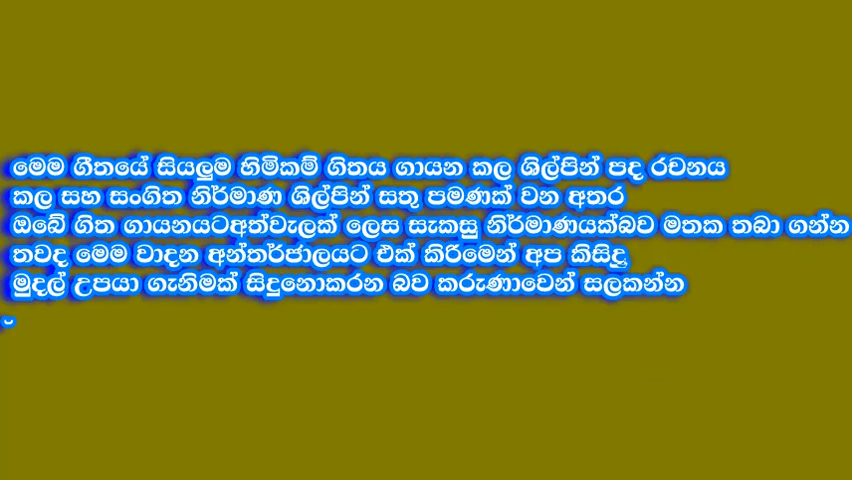 මෙම ගීතයේ සියලුම හිමිකම් ගිතය ගායන කල ශිල්පින් පද රචනය
කල සහ සංගිත නිර්මාණ ශිල්පින් සතු පමණක් වන අතර
ඔබේ ගිත ගායනයටඅත්වැලක් ලෙස සැකසු නිර්මාණයක්බව මතක තබා ගන්න
තවද මෙම වාදන අන්තර්ජාලයට එක් කිරීමෙන් අප කිසිදු
මුදල් උපයා ගැනිමක් සිදුනොකරන බව කරුණාවෙන් සලකන්න